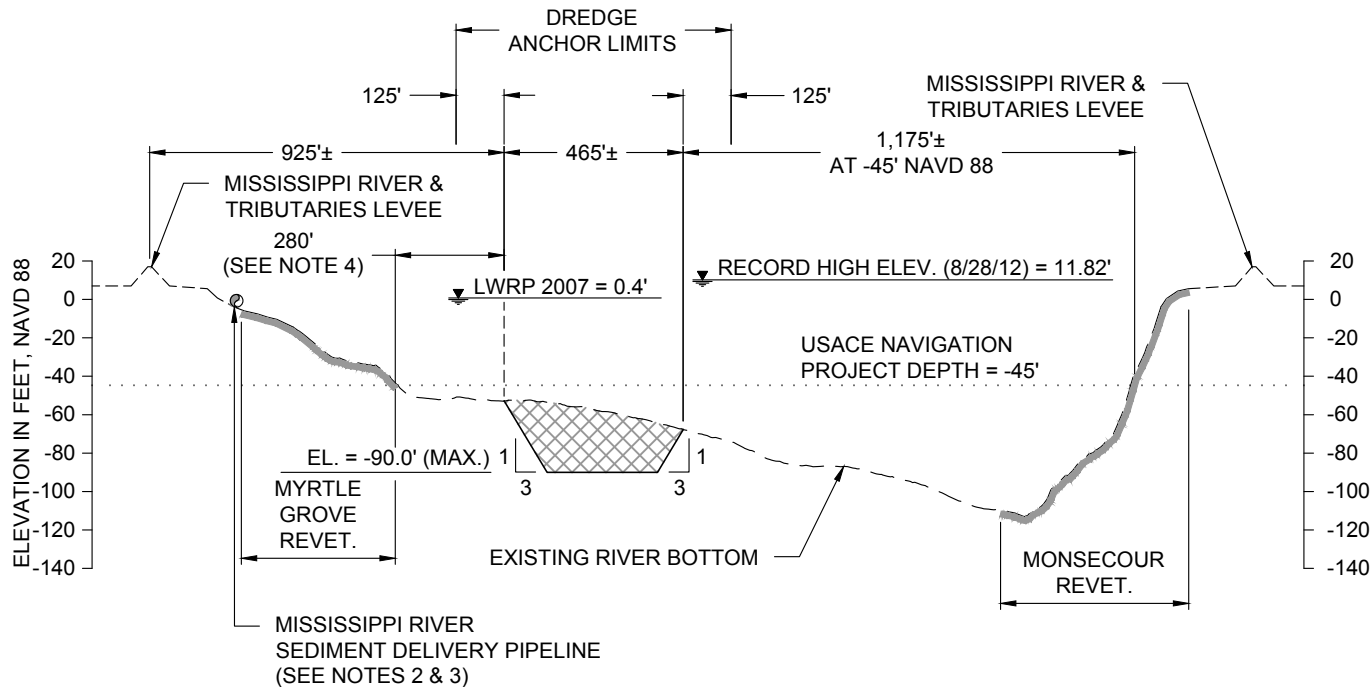 DREDGE
ANCHOR LIMITS
125'
125'
MISSISSIPPI RIVER &
TRIBUTARIES LEVEE
925'±
465'±
1,175'±
AT -45' NAVD 88
MISSISSIPPI RIVER &
TRIBUTARIES LEVEE
280'
(SEE NOTE 4)
RECORD HIGH ELEV. (8/28/12) = 11.82'
LWRP 2007 = 0.4'
USACE NAVIGATION
PROJECT DEPTH = -45'
ELEVATION IN FEET, NAVD 88
20
0
-20
-40
-60
-80
-100
-120
-140
20
0
-20
-40
-60
-80
-100
-120
-140
EL. = -90.0' (MAX.)
1
3
1
3
MYRTLE
GROVE
REVET.
EXISTING RIVER BOTTOM
MONSECOUR
REVET.
MISSISSIPPI RIVER
SEDIMENT DELIVERY PIPELINE
(SEE NOTES 2 & 3)